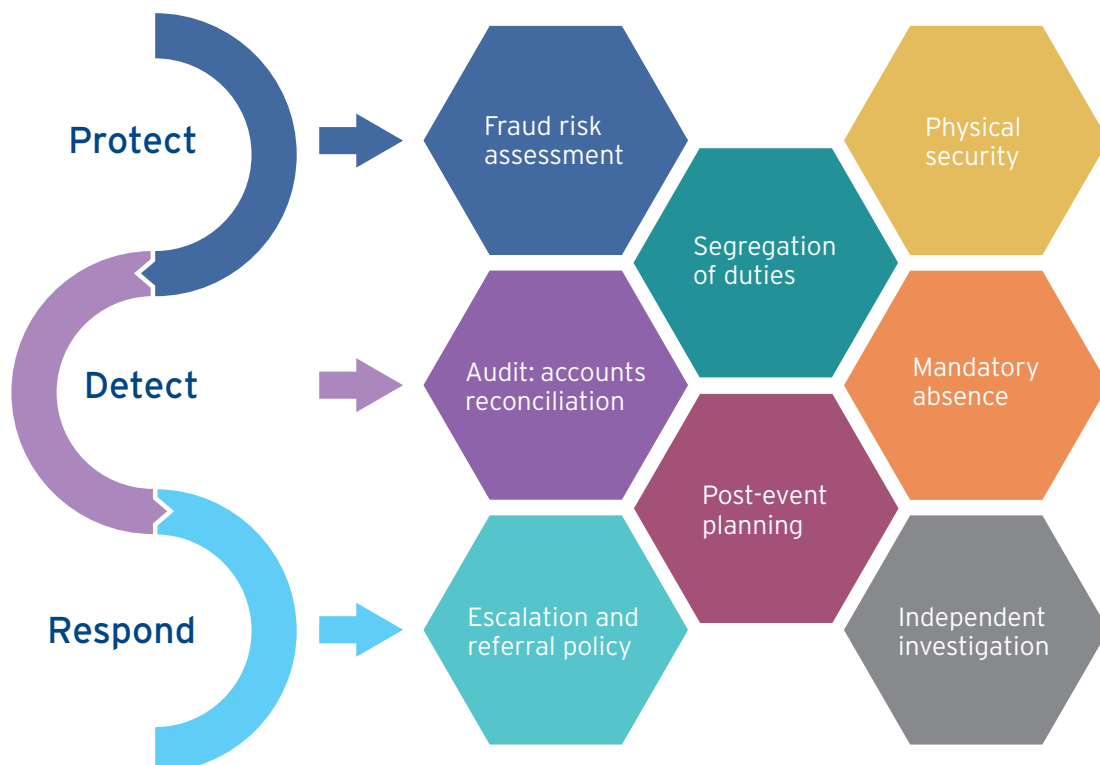 Protect
Fraud risk
assessment
Physical
security
Segregation
of duties
Detect
Audit: accounts
reconciliation
Mandatory
absence
Post-event
planning
Respond
Escalation and
referral policy
Independent
investigation